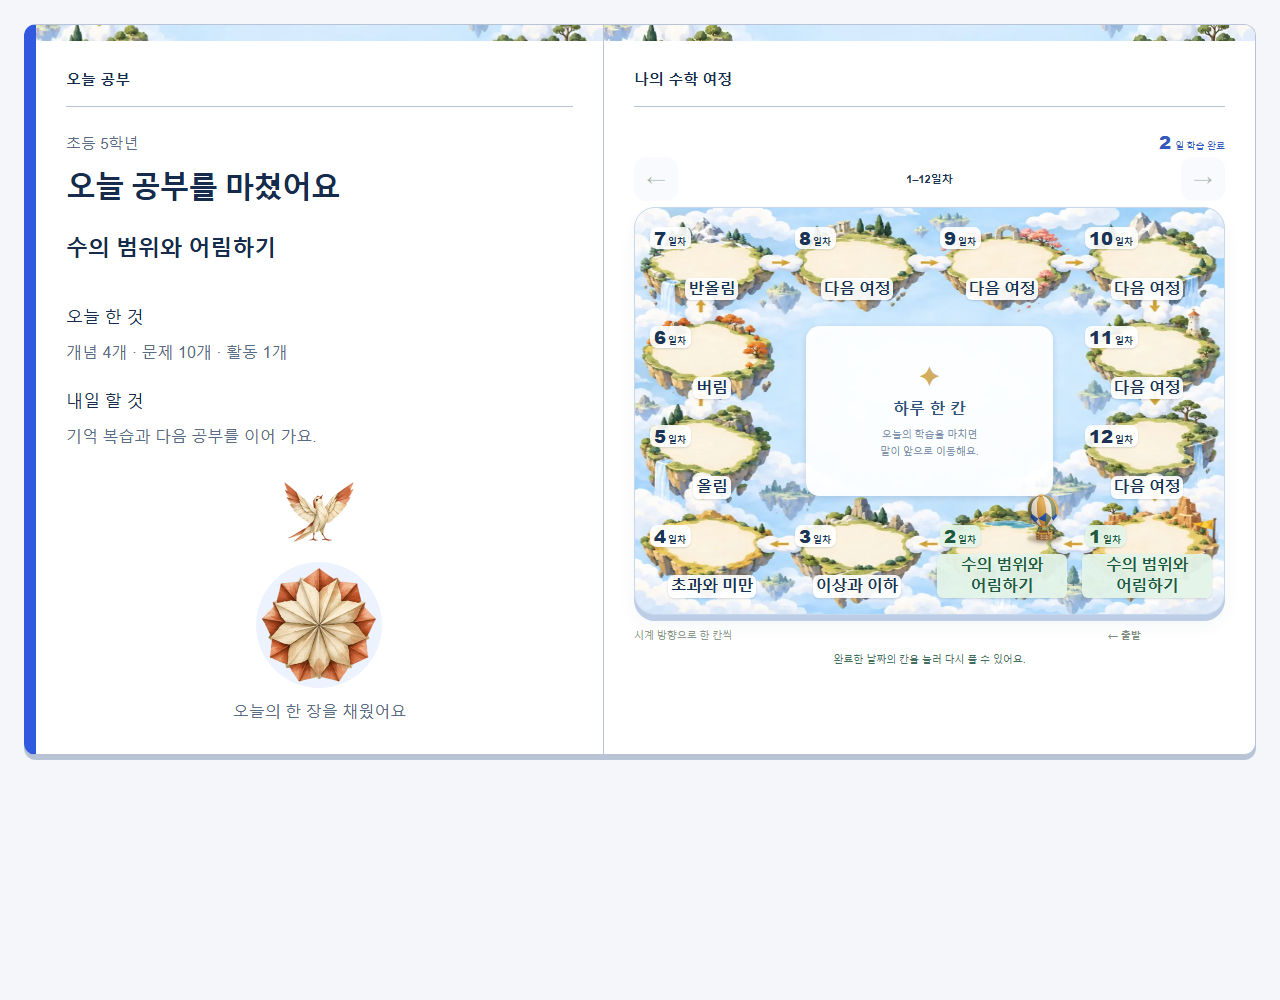 오늘 공부
초등 5학년
오늘 공부를 마쳤어요
수의 범위와 어림하기
오늘 한 것
개념 4개 · 문제 10개 · 활동 1개
내일 할 것
기억 복습과 다음 공부를 이어 가요.
오늘의 한 장을 채웠어요
나의 수학 여정
2 일 학습 완료
←
1–12일차
→
7 일차
반올림
8 일차
다음 여정
9 일차
다음 여정
10 일차
다음 여정
6 일차
버림
11 일차
다음 여정
하루 한 칸
오늘의 학습을 마치면
말이 앞으로 이동해요.
5 일차
올림
12 일차
다음 여정
4 일차
초과와 미만
3 일차
이상과 이하
2 일차
수의 범위와
어림하기
1 일차
수의 범위와
어림하기
시계 방향으로 한 칸씩
← 출발
완료한 날짜의 칸을 눌러 다시 풀 수 있어요.